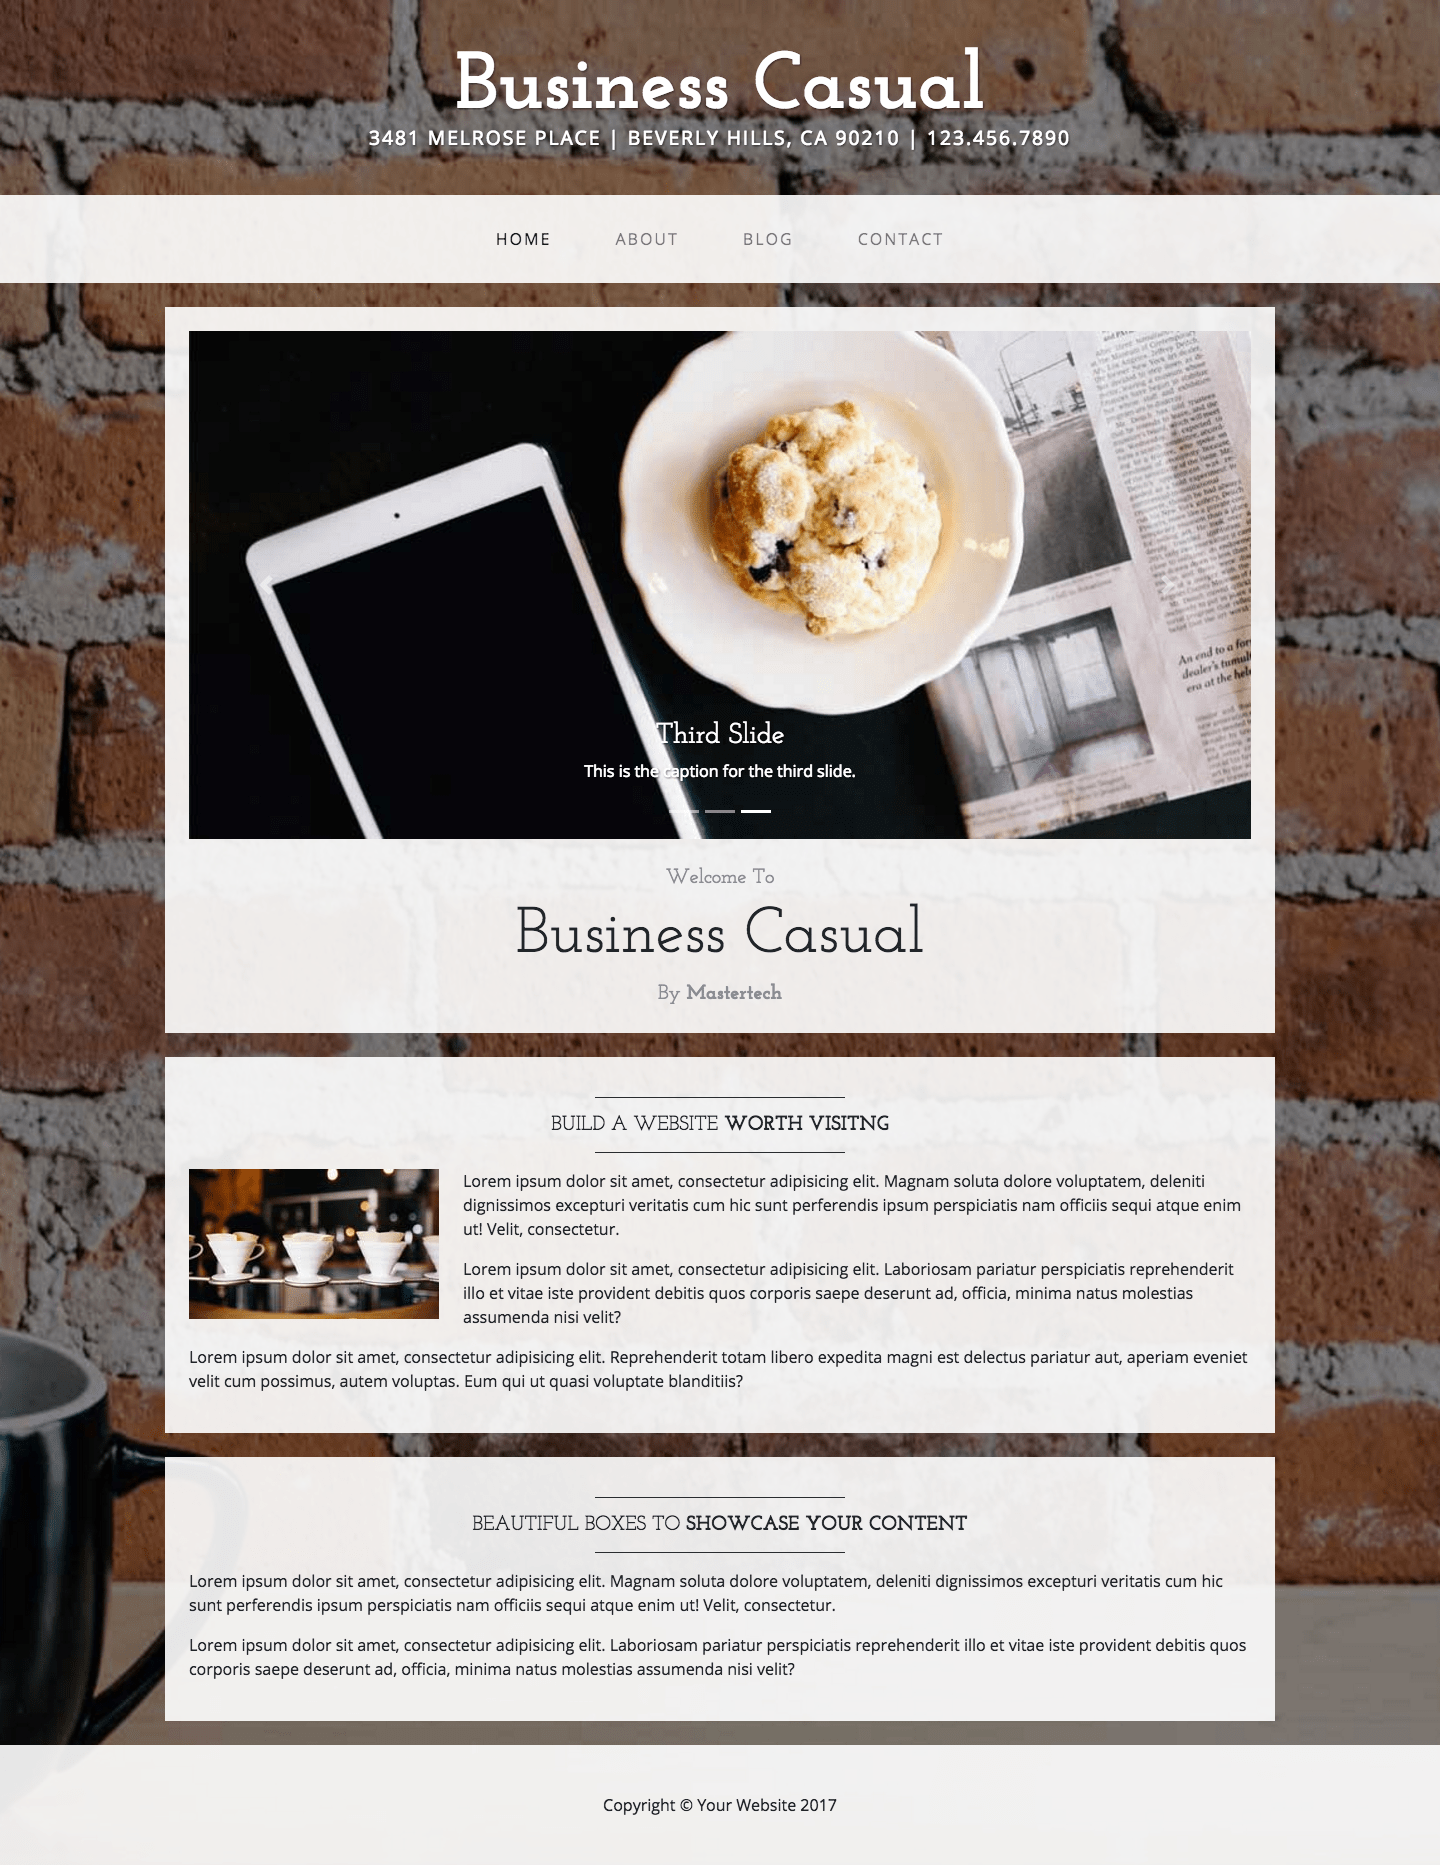 Business Casual
3481 MELROSE PLACE | BEVERLY HILLS, CA 90210 | 123.456.7890
HOME ABOUT BLOG CONTACT
An end to a
dealer's
era at the
Third Slide
This is the caption for the third slide.
Welcome To
Business Casual
By Mastertech
BUILD A WEBSITE WORTH VISITNG
Lorem ipsum dolor sit amet, consectetur adipisicing elit. Magnam soluta dolore voluptatem, deleniti
dignissimos excepturi veritatis cum hic sunt perferendis ipsum perspiciatis nam officiis sequi atque enim
ut! Velit, consectetur.
Lorem ipsum dolor sit amet, consectetur adipisicing elit. Laboriosam pariatur perspiciatis reprehenderit
illo et vitae iste provident debitis quos corporis saepe deserunt ad, officia, minima natus molestias
assumenda nisi velit?
Lorem ipsum dolor sit amet, consectetur adipisicing elit. Reprehenderit totam libero expedita magni est delectus pariatur aut, aperiam eveniet
velit cum possimus, autem voluptas. Eum qui ut quasi voluptate blanditiis?
BEAUTIFUL BOXES TO SHOWCASE YOUR CONTENT
Lorem ipsum dolor sit amet, consectetur adipisicing elit. Magnam soluta dolore voluptatem, deleniti dignissimos excepturi veritatis cum hic
sunt perferendis ipsum perspiciatis nam officiis sequi atque enim ut! Velit, consectetur.
Lorem ipsum dolor sit amet, consectetur adipisicing elit. Laboriosam pariatur perspiciatis reprehenderit illo et vitae iste provident debitis quos
corporis saepe deserunt ad, officia, minima natus molestias assumenda nisi velit?
Copyright © Your Website 2017